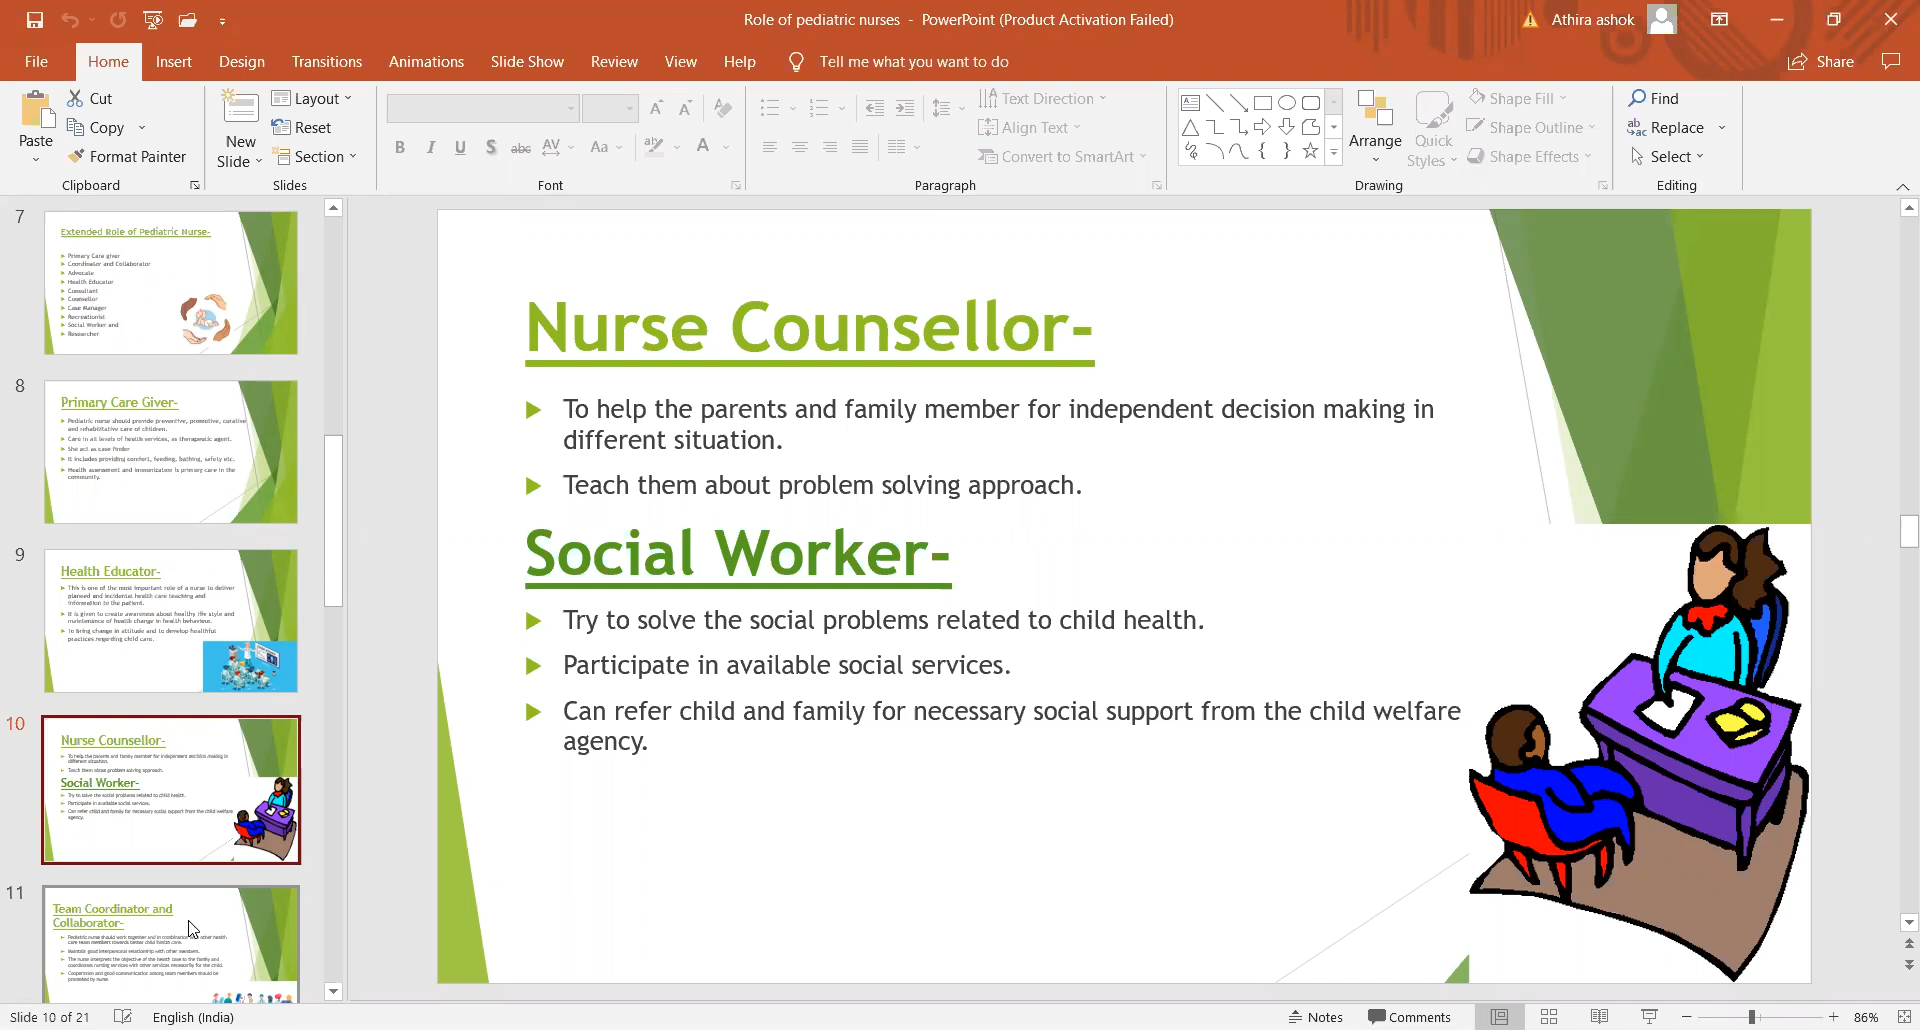 Role of pediatric nurses - PowerPoint (Product Activation Failed)
Athira ashok
File Home Insert Design Transitions Animations Slide Show Review View Help Tell me what you want to do
Share
Paste
Cut
Copy
Format Painter
Clipboard
New
Slide
Layout
Reset
Section
Slides
Font
Text Direction
Align Text
Convert to SmartArt
Paragraph
Arrange
Quick
Styles
Shape Fill
Shape Outline
Shape Effects
Drawing
Find
Replace
Select
Editing
7
Extended Role of Pediatric Nurse-
Primary Care giver
Coordinator and Collaborator
Advocate
Health Educator
Consultant
Counsellor
Case Manager
Recreationist
Social Worker and
Researcher
8
Primary Care Giver-
Pediatric nurse should provide preventive, promotive, curative
and rehabilitative care of children.
Care in all levels of health services, as therapeutic agent.
She act as case finder
It includes providing comfort, feeding, bathing, safety etc.
Health assessment and immunization is primary care in the
community.
9
Health Educator-
This is one of the most important role of a nurse to deliver
planned and incidental health care teaching and
information to the patient.
It is given to create awareness about healthy life style and
maintenance of health change in health behaviour.
To bring change in attitude and to develop healthful
practices regarding child care.
10
Nurse Counsellor-
To help the parents and family member for independent decision making in
different situation.
Teach them about problem solving approach.
Social Worker-
Try to solve the social problems related to child health.
Participate in available social services.
Can refer child and family for necessary social support from the child welfare
agency.
11
Team Coordinator and
Collaborator-
Pediatric nurse should work together and in combination other health
care team members towards better child health care.
Maintain good interpersonal relationship with other members.
The nurse interprets the objective of the health care to the family and
coordinates nursing services with other services necessarily for the child.
Cooperation and good communication among team members should be
promoted by nurse.
Nurse Counsellor-
To help the parents and family member for independent decision making in
different situation.
Teach them about problem solving approach.
Social Worker-
Try to solve the social problems related to child health.
Participate in available social services.
Can refer child and family for necessary social support from the child welfare
agency.
Slide 10 of 21 English (India)
Notes Comments 86%